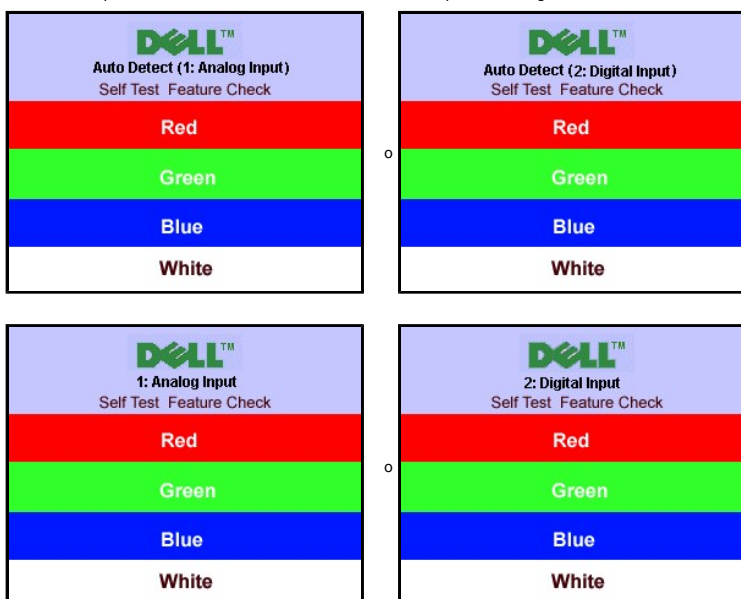 DELL™
Auto Detect (1: Analog Input)
Self Test Feature Check
Red
Green
Blue
White
o
DELL™
Auto Detect (2: Digital Input)
Self Test Feature Check
Red
Green
Blue
White
DELL™
1: Analog Input
Self Test Feature Check
Red
Green
Blue
White
o
DELL™
2: Digital Input
Self Test Feature Check
Red
Green
Blue
White